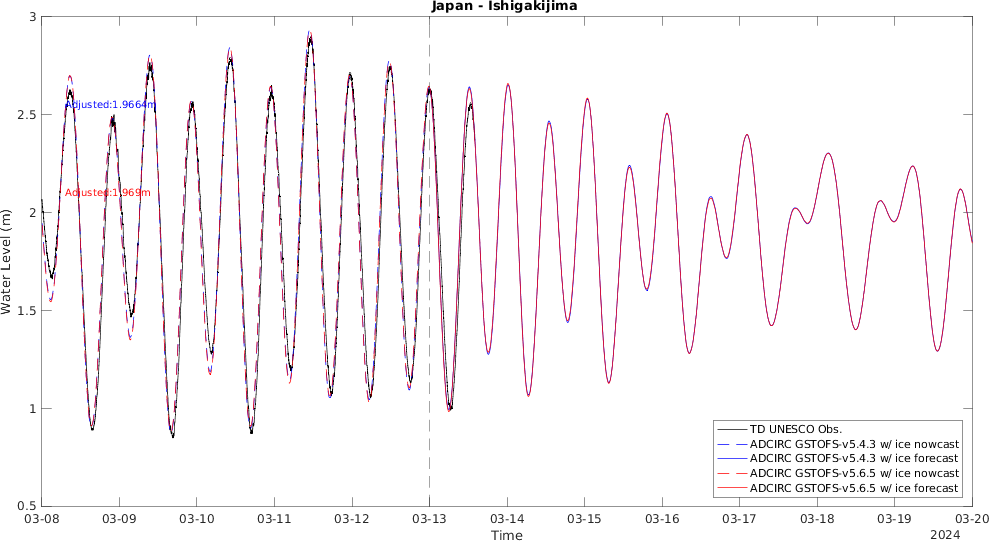 Japan - Ishigakijima
3
2.5
2
1.5
1
0.5
Water Level (m)
Adjusted:1.9664m
Adjusted:1.969m
TD UNESCO Obs.
ADCIRC GSTOFS-v5.4.3 w/ ice nowcast
ADCIRC GSTOFS-v5.4.3 w/ ice forecast
ADCIRC GSTOFS-v5.6.5 w/ ice nowcast
ADCIRC GSTOFS-v5.6.5 w/ ice forecast
03-08 03-09 03-10 03-11 03-12 03-13 03-14 03-15 03-16 03-17 03-18 03-19 03-20
Time
2024